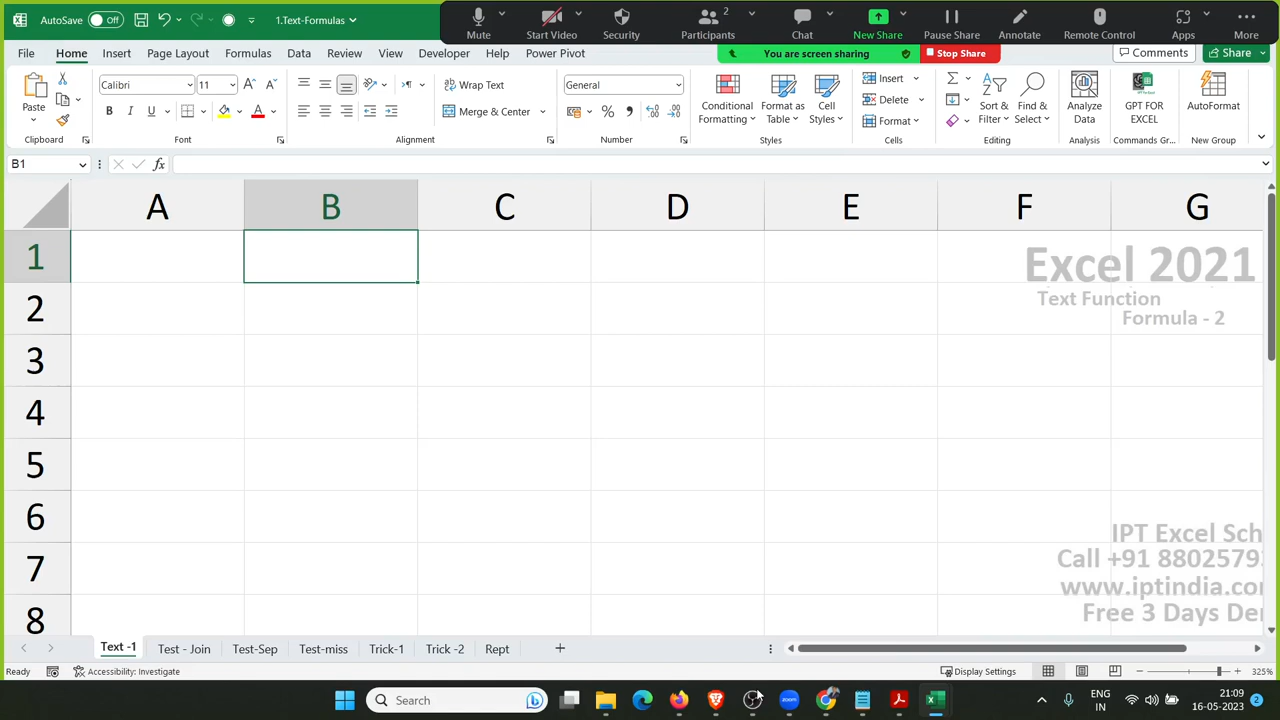 AutoSave Off 1.Text-Formulas
Mute Start Video Security Participants 2 Chat New Share Pause Share Annotate Remote Control Apps More
File Home Insert Page Layout Formulas Data Review View Developer Help Power Pivot
You are screen sharing Stop Share Comments Share
Paste Calibri 11 Wrap Text General Insert
Merge & Center Conditional Formatting Format as Table Cell Styles Delete Format Sort & Filter Find & Select Analyze Data GPT FOR EXCEL AutoFormat
Clipboard Font Alignment Number Styles Cells Editing Analysis Commands Gr... New Group
B1 fx
A B C D E F G
1
Excel 2021
2
Text Function
Formula - 2
3
4
5
6
IPT Excel Sch
7
Call +91 88025793
www.iptindia.co
8
Free 3 Days De
Text -1 Test - Join Test-Sep Test-miss Trick-1 Trick -2 Rept
Ready Accessibility: Investigate Display Settings 325%
Search zoom ENG IN 21:09 16-05-2023 2